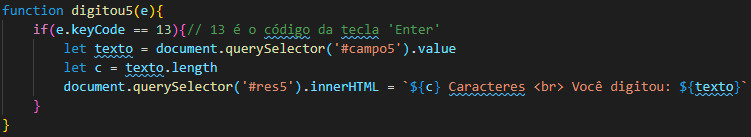 function digitou5(e){
if(e.keyCode == 13){// 13 é o código da tecla 'Enter'
let texto = document.querySelector('#campo5').value
let c = texto.length
document.querySelector('#res5').innerHTML = `${c} Caracteres <br> Você digitou: ${texto}`
}
}